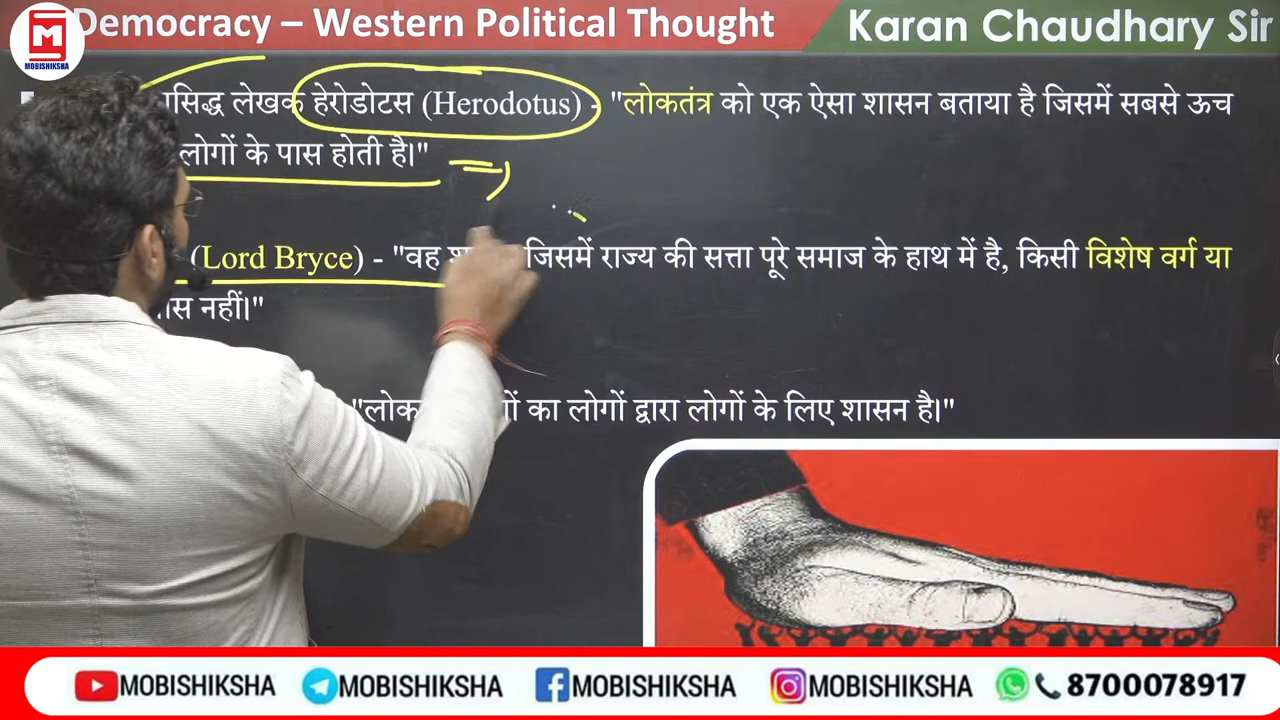 Democracy – Western Political Thought
Karan Chaudhary Sir
M
MOBISHIKSHA
लेखक हेरोडोटस (Herodotus) - "लोकतंत्र को एक ऐसा शासन बताया है जिसमें सबसे ऊच
लोगों के पास होती है।"
(Lord Bryce) - "वह जिसमें राज्य की सत्ता पूरे समाज के हाथ में है, किसी विशेष वर्ग या
नहीं।"
का लोगों द्वारा लोगों के लिए शासन है।"
MOBISHIKSHA MOBISHIKSHA MOBISHIKSHA MOBISHIKSHA 8700078917